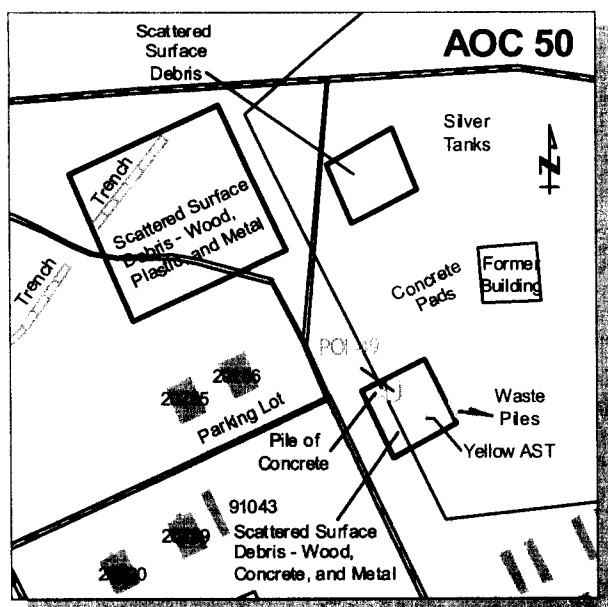 Scattered
Surface
Debris
AOC 50
Silver
Tanks
Trench
Scattered Surface
Debris - Wood,
Plastic, and Metal
Trench
Concrete
Pads
Former
Building
Parking Lot
Pile of
Concrete
Waste
Piles
Yellow AST
91043
Scattered Surface
Debris - Wood,
Concrete, and Metal